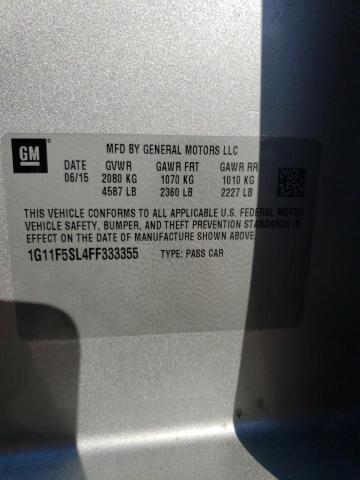 GM
MFD BY GENERAL MOTORS LLC
DATE GVWR GAWR FRT GAWR RR
06/15 2080 KG 1070 KG 1010 KG
4587 LB 2360 LB 2227 LB
THIS VEHICLE CONFORMS TO ALL APPLICABLE U.S. FEDERAL MOTOR
VEHICLE SAFETY, BUMPER, AND THEFT PREVENTION STANDARDS
IN EFFECT ON THE DATE OF MANUFACTURE SHOWN ABOVE.
1G11F5SL4FF333355 TYPE: PASS CAR